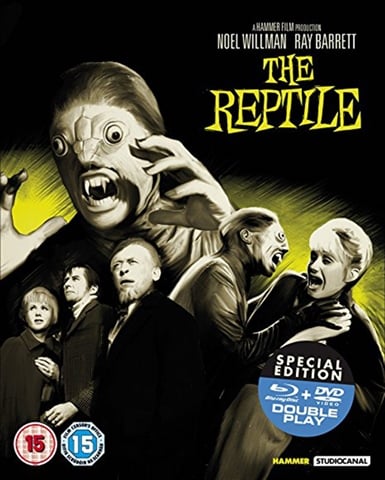 A HAMMER FILM PRODUCTION
NOEL WILLMAN RAY BARRETT
THE
REPTILE
SPECIAL
EDITION
Blu-ray Disc + DVD
VIDEO
DOUBLE
PLAY
15
15
HAMMER STUDIOCANAL